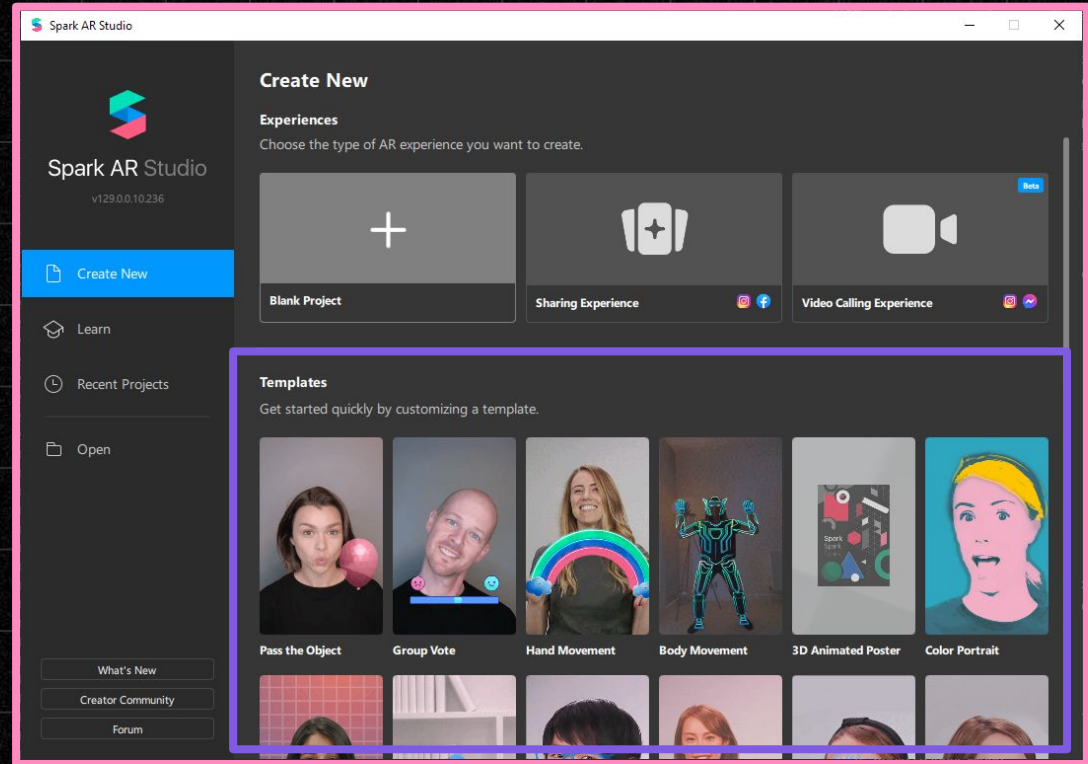 Spark AR Studio
Spark AR Studio
v129.0.0.10.236
Create New
Learn
Recent Projects
Open
What's New
Creator Community
Forum
Create New
Experiences
Choose the type of AR experience you want to create.
Beta
Blank Project
Sharing Experience
Video Calling Experience
Templates
Get started quickly by customizing a template.
Spark
Spark
Pass the Object
Group Vote
Hand Movement
Body Movement
3D Animated Poster
Color Portrait